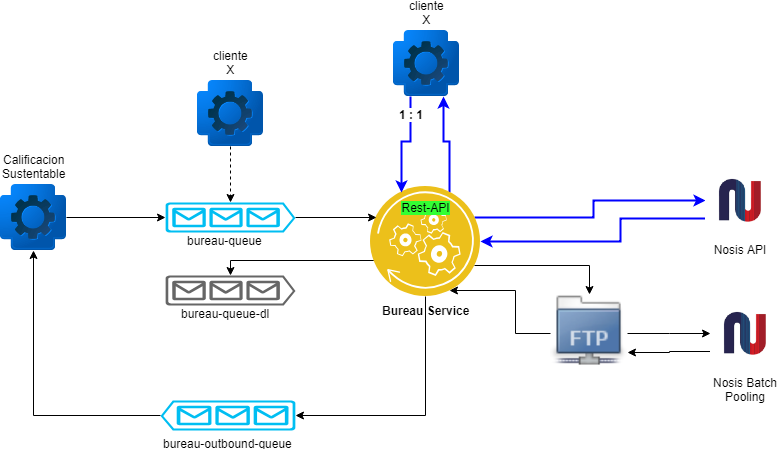 cliente
X
cliente
X
1 : 1
Calificacion
Sustentable
Rest-API
bureau-queue
Nosis API
bureau-queue-dl
Bureau Service
FTP
Nosis Batch
Pooling
bureau-outbound-queue